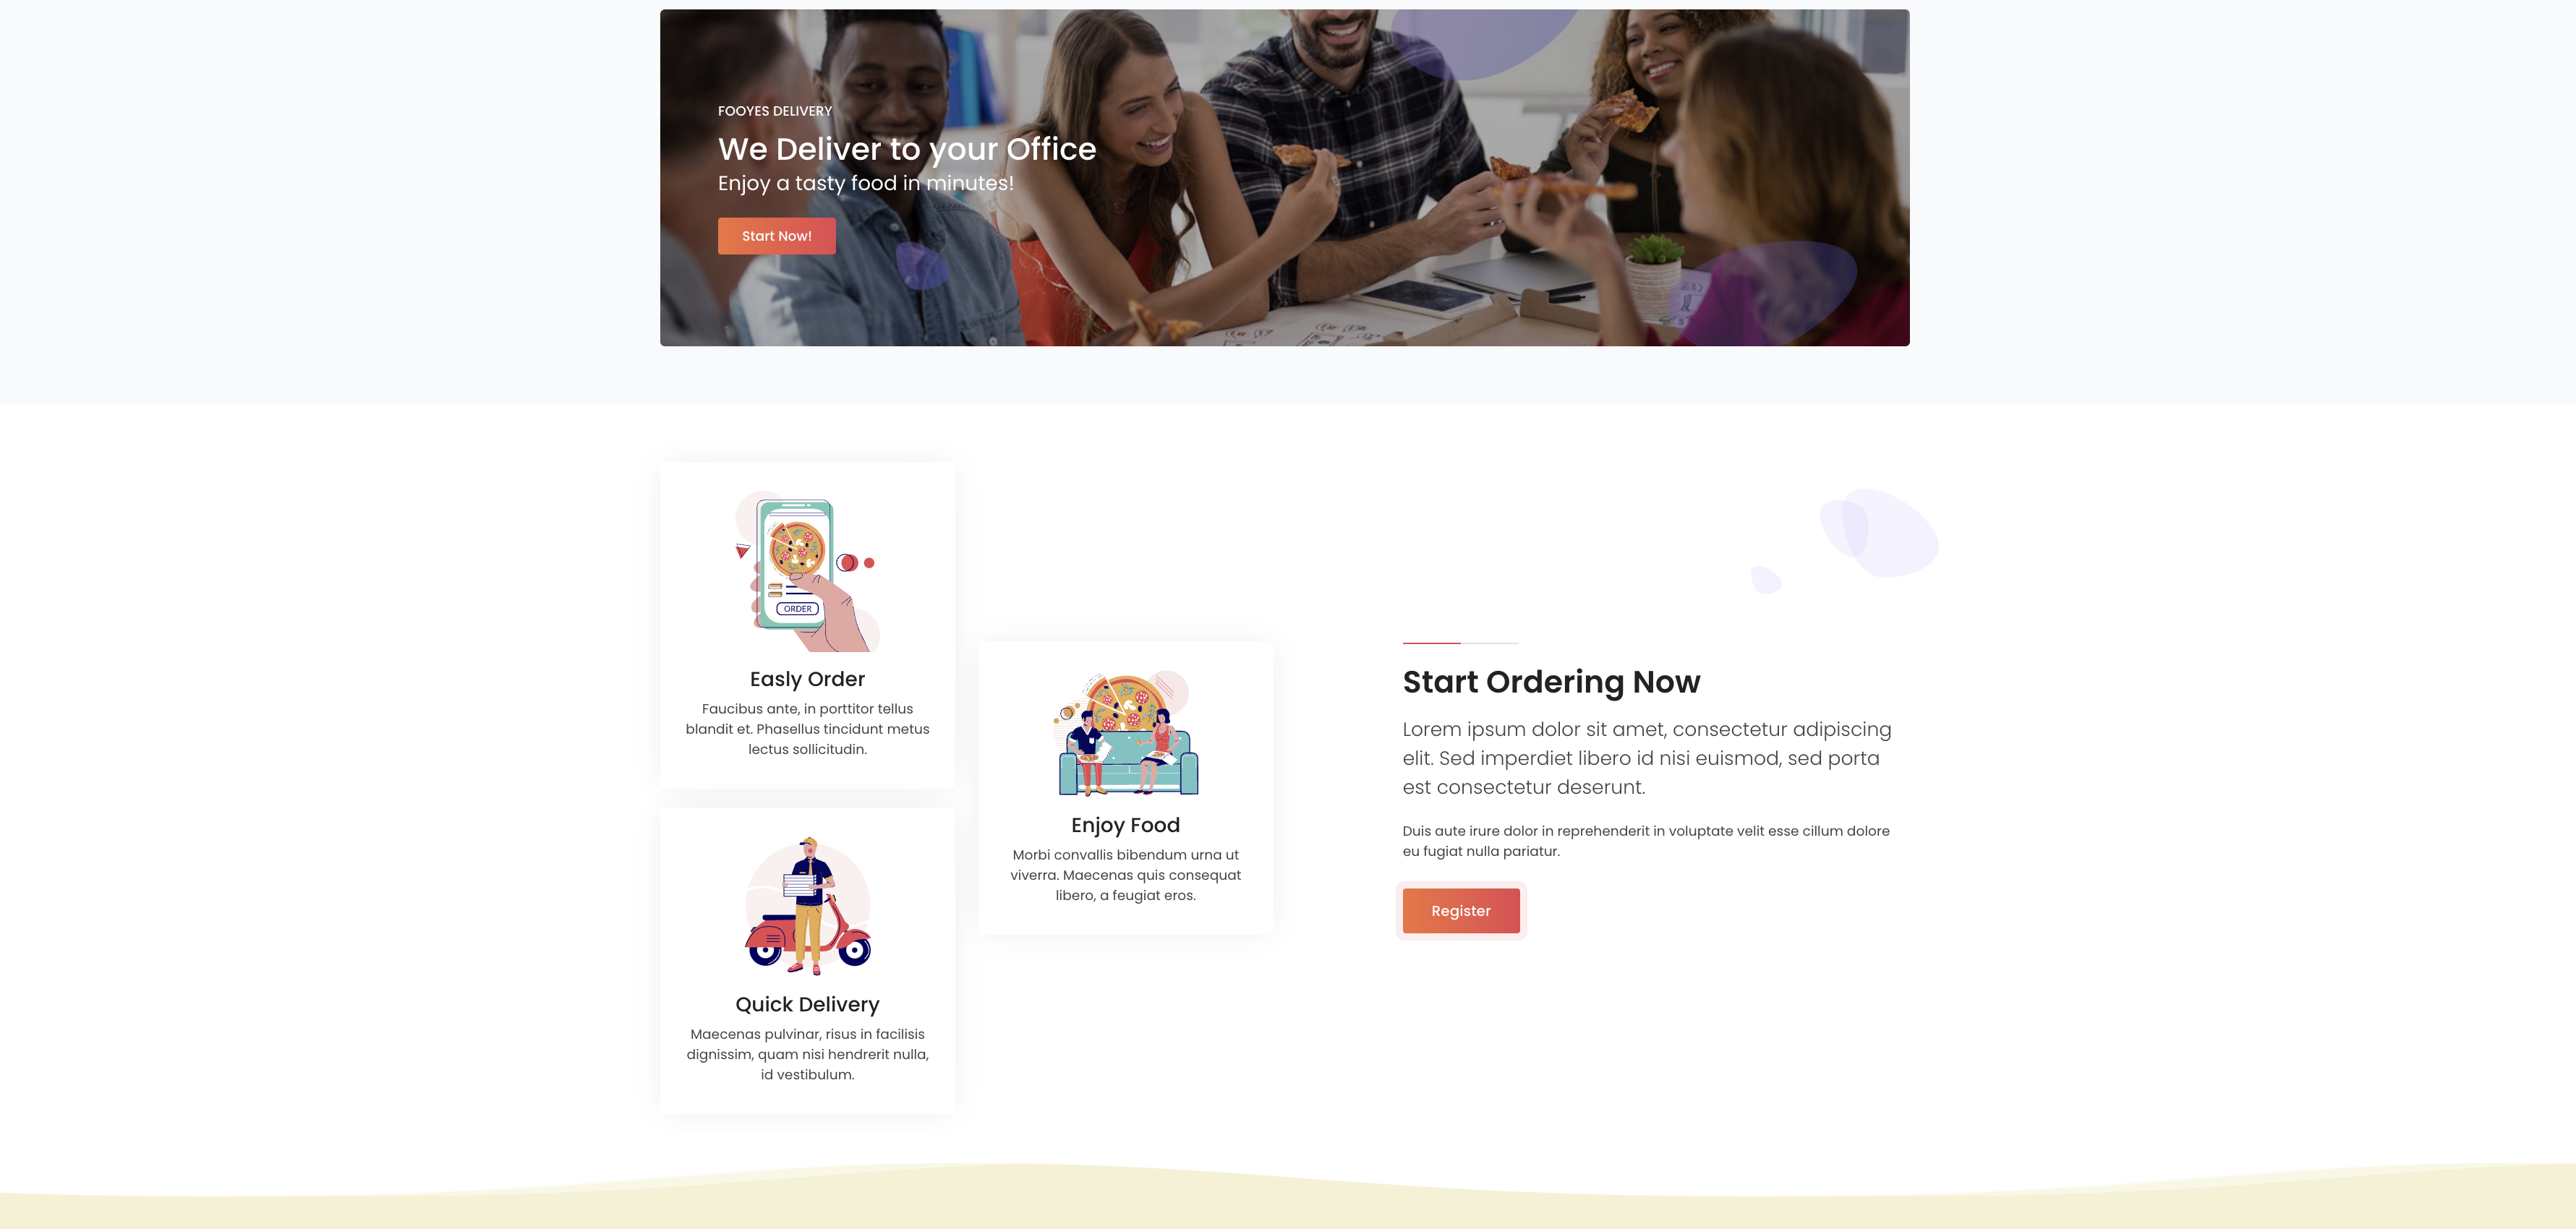 FOOYES DELIVERY
We Deliver to your Office
Enjoy a tasty food in minutes!
Start Now!
ORDER
Easly Order
Faucibus ante, in porttitor tellus
blandit et. Phasellus tincidunt metus
lectus sollicitudin.
Quick Delivery
Maecenas pulvinar, risus in facilisis
dignissim, quam nisi hendrerit nulla,
id vestibulum.
Enjoy Food
Morbi convallis bibendum urna ut
viverra. Maecenas quis consequat
libero, a feugiat eros.
Start Ordering Now
Lorem ipsum dolor sit amet, consectetur adipiscing
elit. Sed imperdiet libero id nisi euismod, sed porta
est consectetur deserunt.
Duis aute irure dolor in reprehenderit in voluptate velit esse cillum dolore
eu fugiat nulla pariatur.
Register